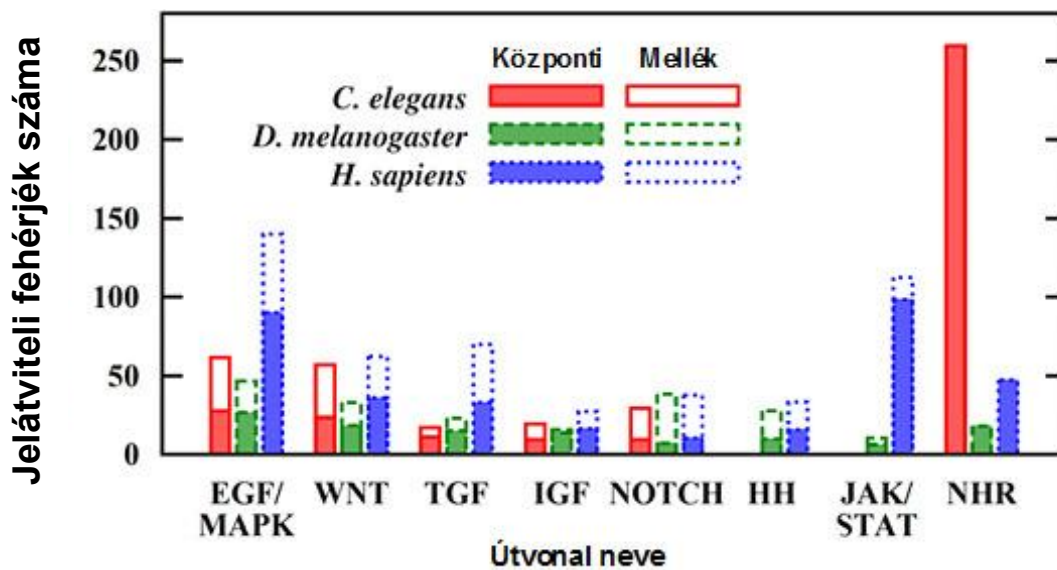 Jelátviteli fehérjék száma
250
200
150
100
50
0
Központi Mellék
C. elegans
D. melanogaster
H. sapiens
EGF/ WNT TGF IGF NOTCH HH JAK/ NHR
MAPK STAT
Útvonal neve